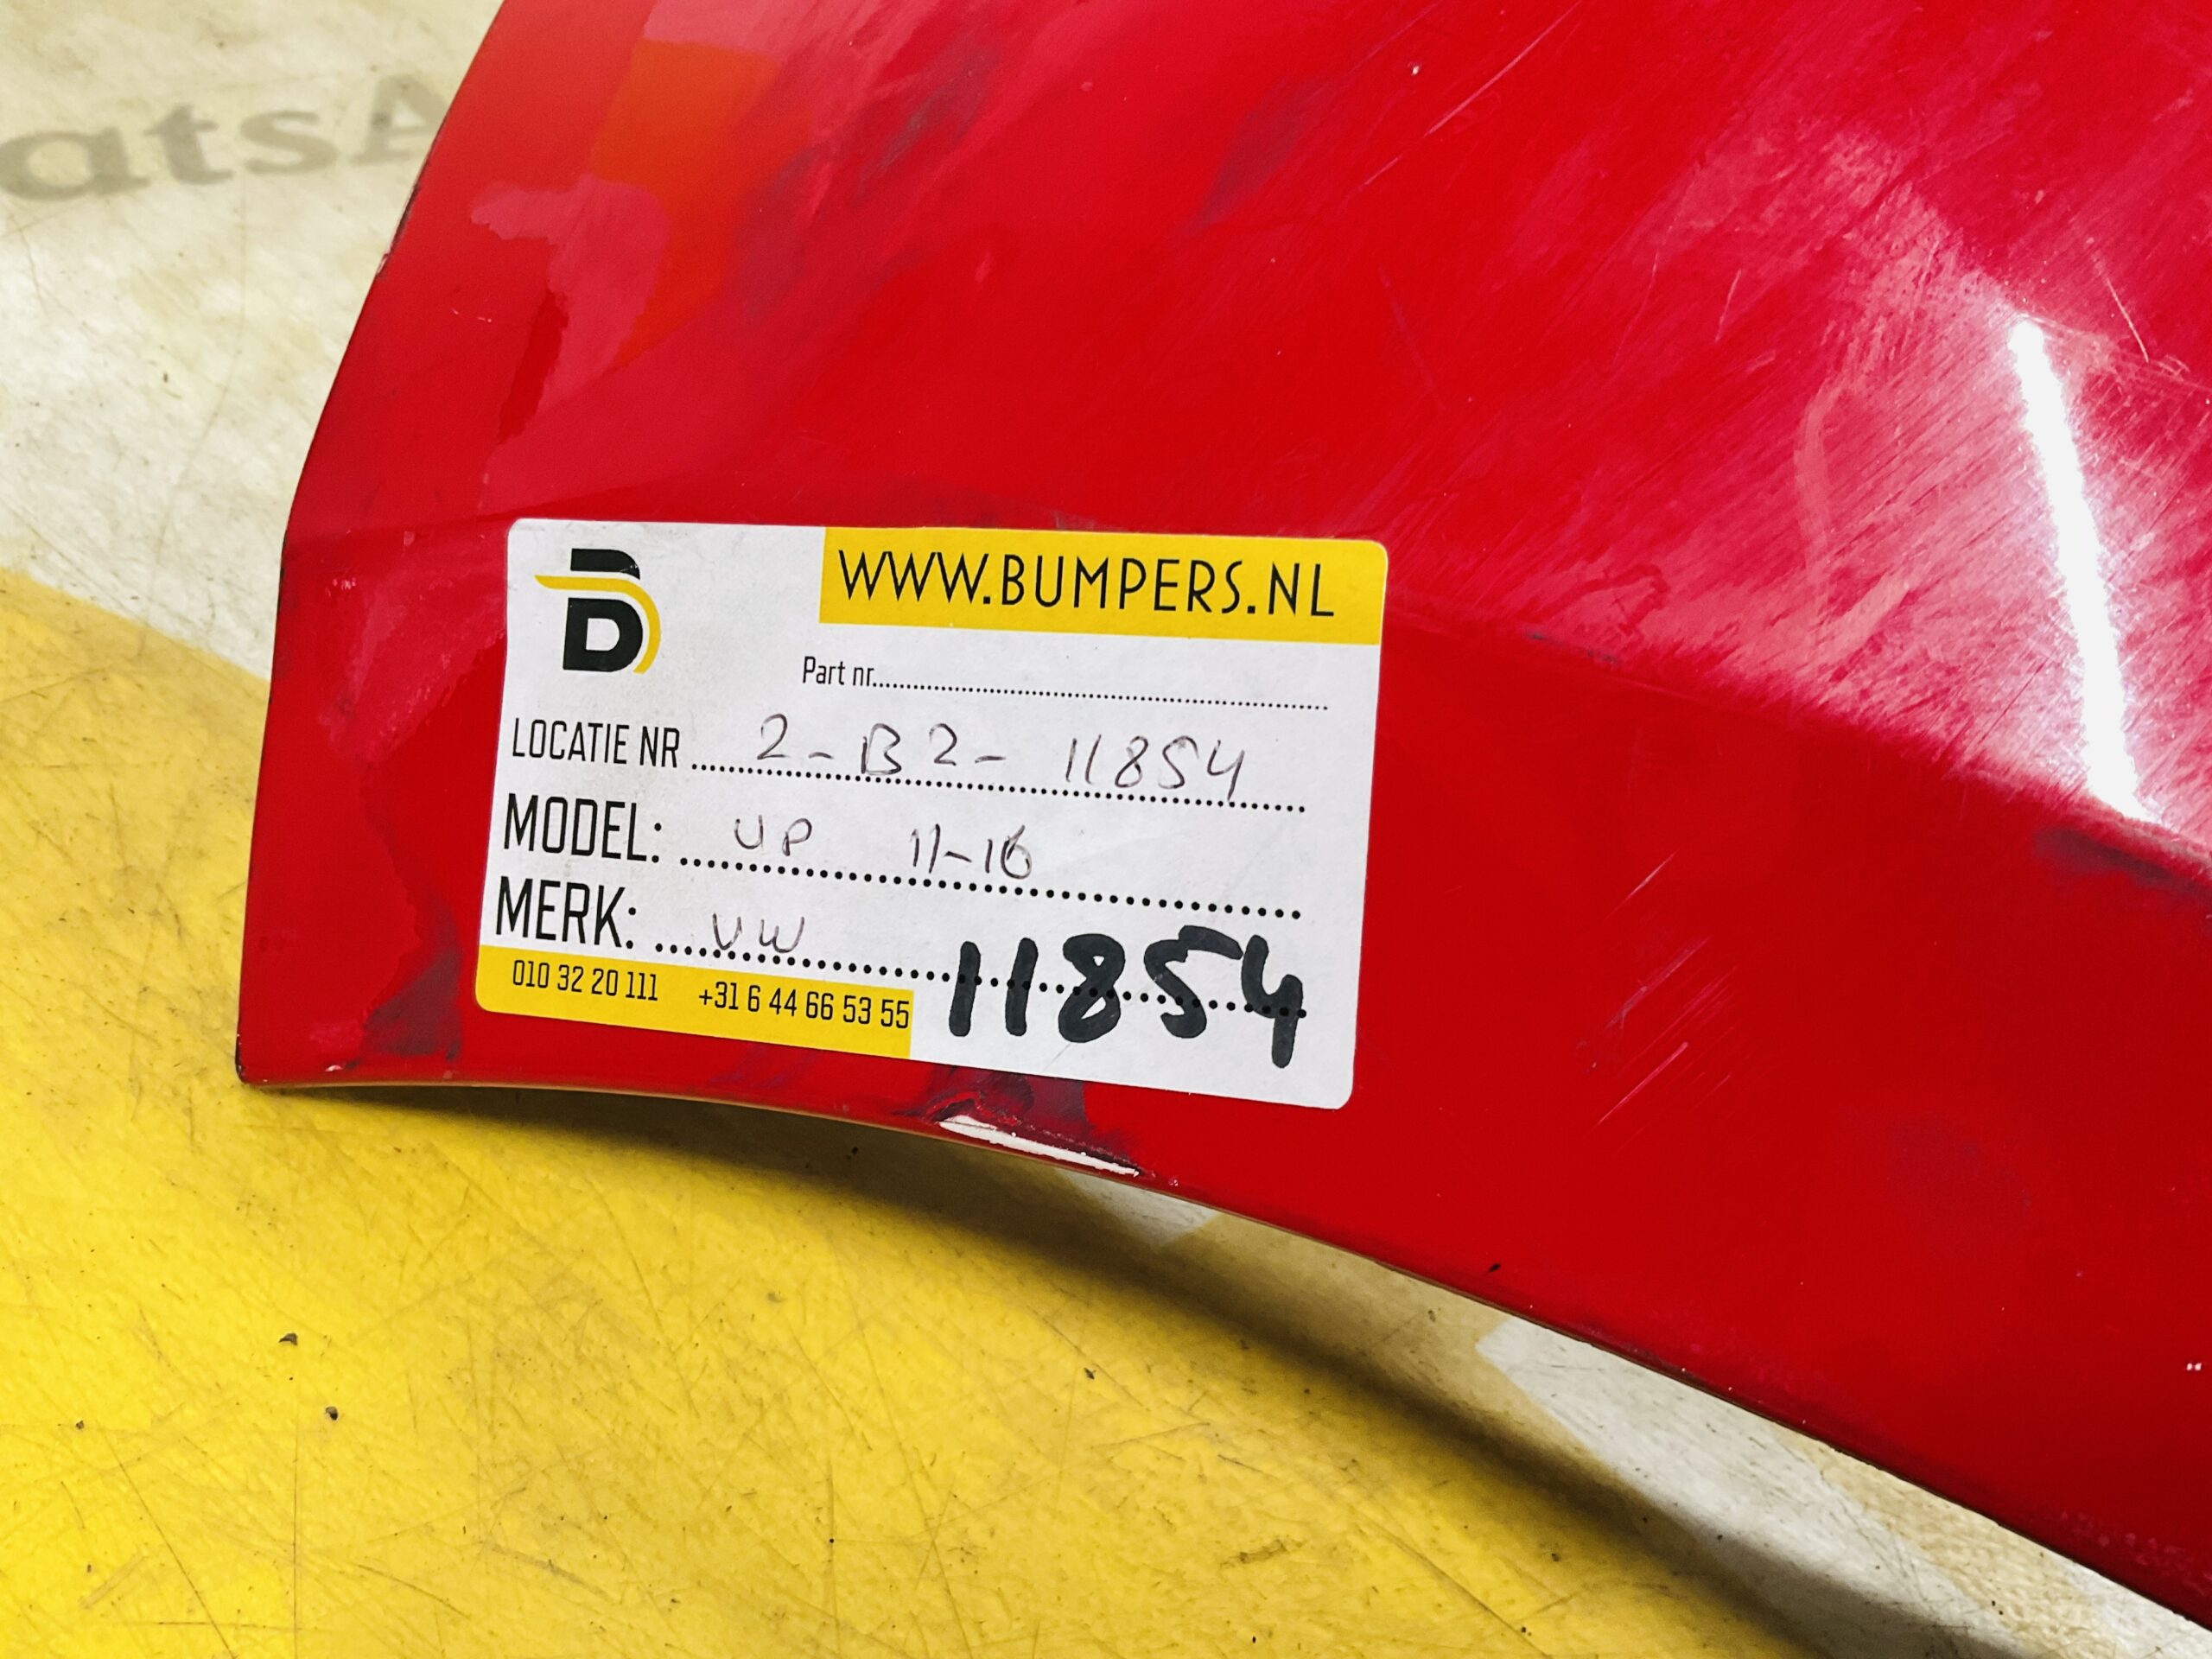 atsA
WWW.BUMPERS.NL
Part nr.......
LOCATIE NR 2-B2-11854
MODEL: UP 11-16
MERK: VW
11854
010 32 20 111 +31 6 44 66 53 55